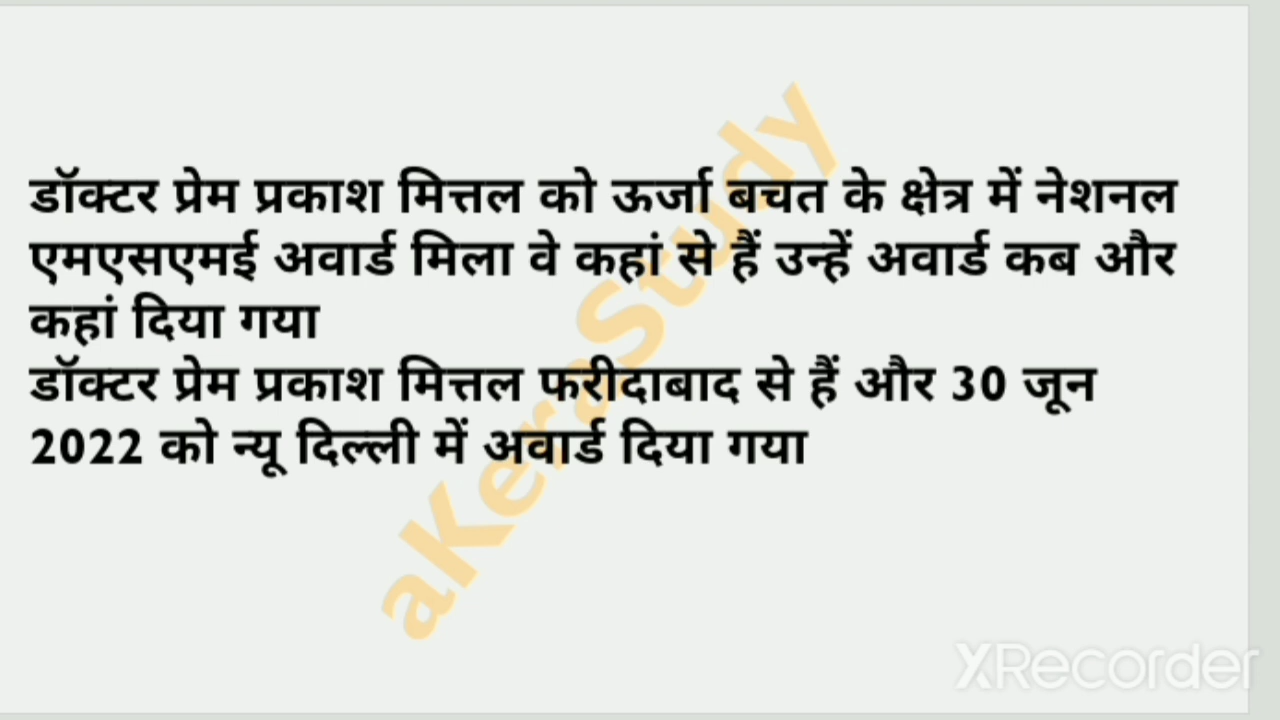 डॉक्टर प्रेम प्रकाश मित्तल को ऊर्जा बचत के क्षेत्र में नेशनल
एमएसएमई अवार्ड मिला वे कहां से हैं उन्हें अवार्ड कब और
कहां दिया गया
डॉक्टर प्रेम प्रकाश मित्तल फरीदाबाद से हैं और 30 जून
2022 को न्यू दिल्ली में अवार्ड दिया गया
aKeraStudy
XRecorder